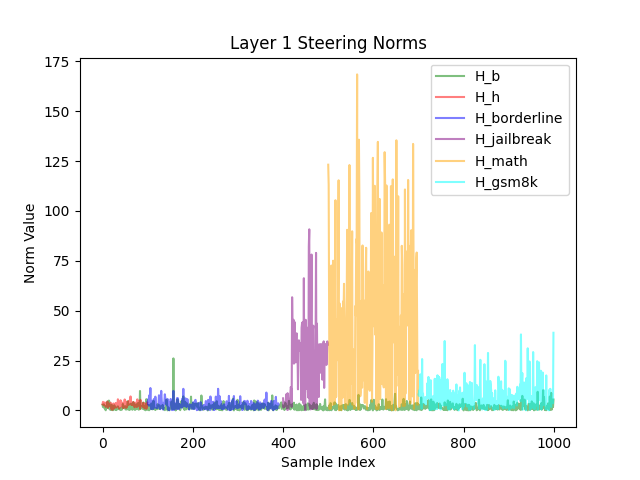 Layer 1 Steering Norms
175
150
125
100
75
50
25
0
Norm Value
0
200
400
600
800
1000
Sample Index
H_b
H_h
H_borderline
H_jailbreak
H_math
H_gsm8k